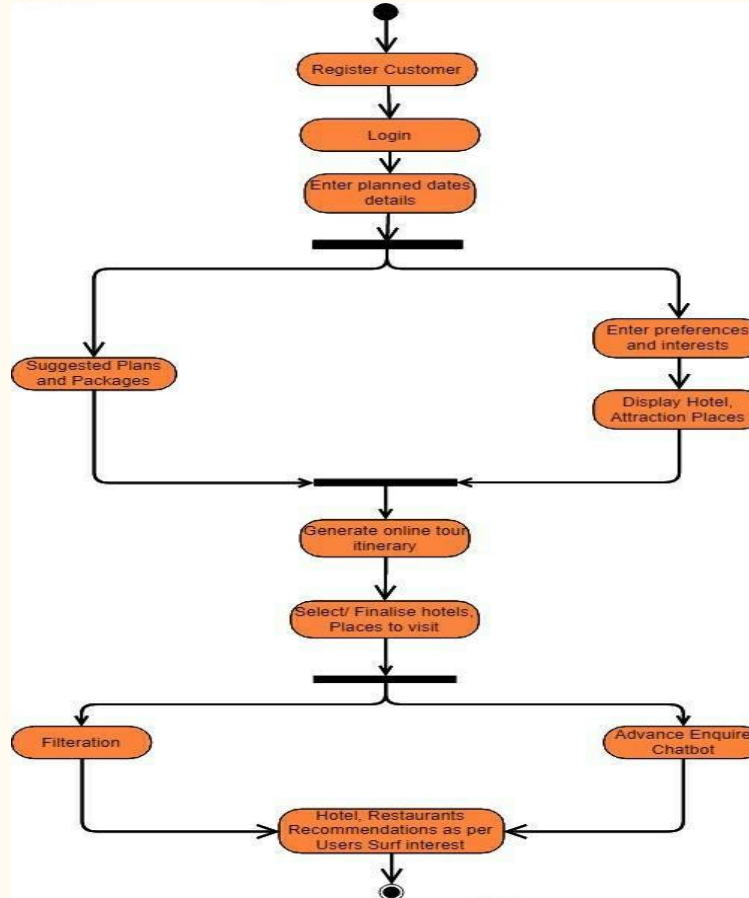 Register Customer
Login
Enter planned dates
details
Enter preferences
and interests
Suggested Plans
and Packages
Display Hotel,
Attraction Places
Generate online tour
itinerary
Select/ Finalise hotels,
Places to visit
Filteration
Advance Enquire
Chatbot
Hotel, Restaurants
Recommendations as per
Users Surf interest